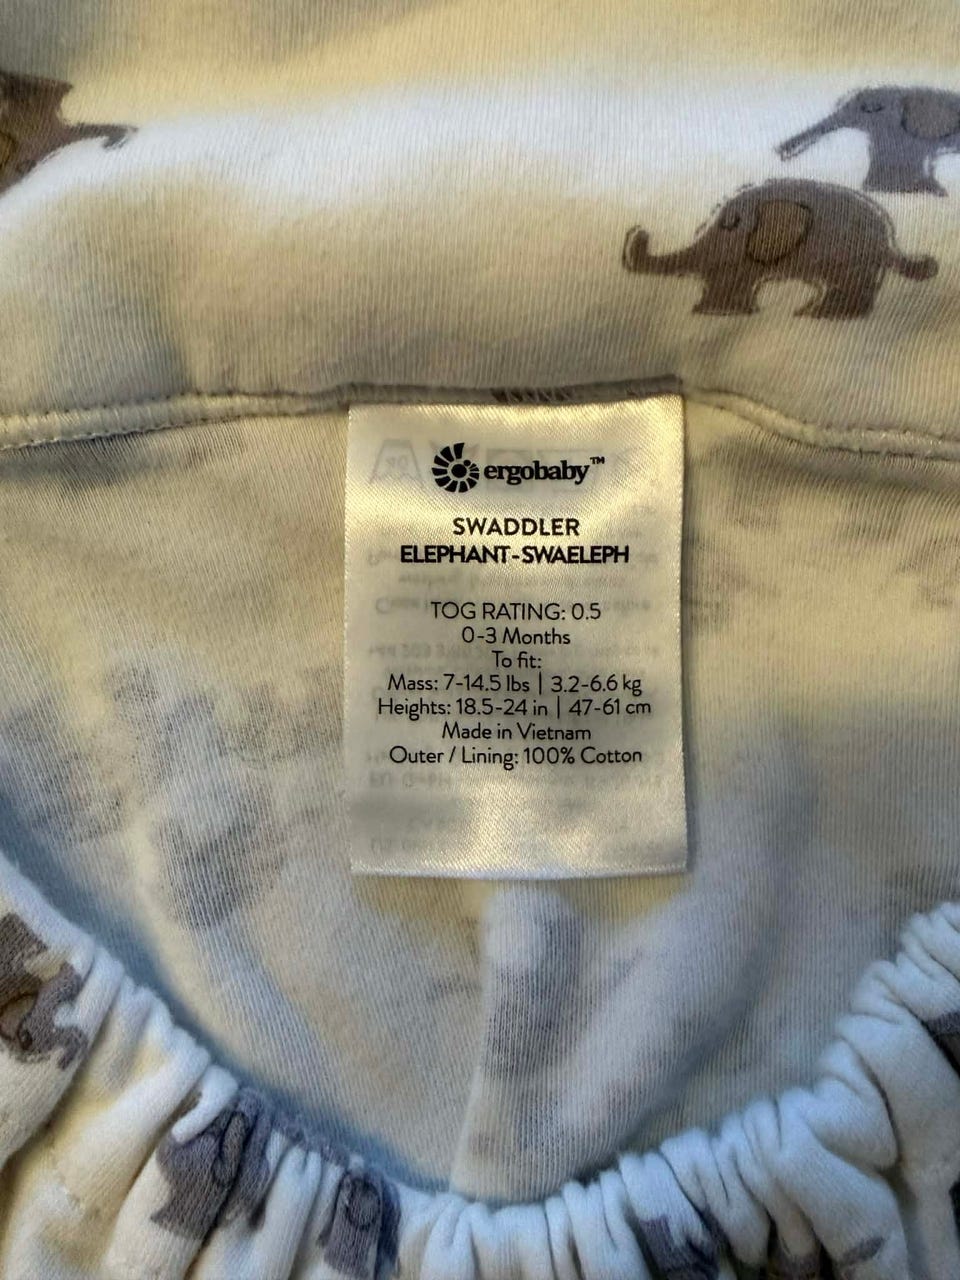 ergobaby™
SWADDLER
ELEPHANT-SWAELEPH
TOG RATING: 0.5
0-3 Months
To fit:
Mass: 7-14.5 lbs | 3.2-6.6 kg
Heights: 18.5-24 in | 47-61 cm
Made in Vietnam
Outer / Lining: 100% Cotton